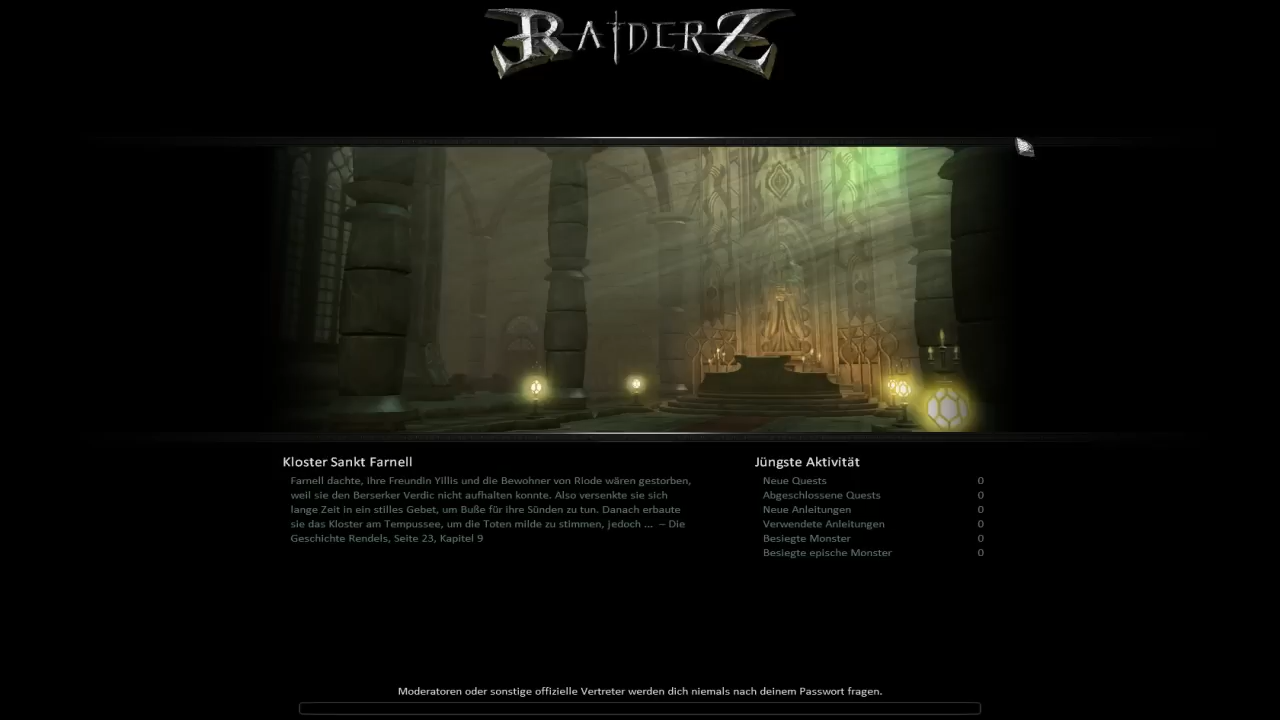 RAIDERZ
Kloster Sankt Farnell
Farnell dachte, ihre Freundin Yillis und die Bewohner von Riode wären gestorben,
weil sie den Berserker Verdic nicht aufhalten konnte. Also versenkte sie sich
lange Zeit in ein stilles Gebet, um Buße für ihre Sünden zu tun. Danach erbaute
sie das Kloster am Tempussee, um die Toten milde zu stimmen, jedoch ... – Die
Geschichte Rendels, Seite 23, Kapitel 9
Jüngste Aktivität
Neue Quests 0
Abgeschlossene Quests 0
Neue Anleitungen 0
Verwendete Anleitungen 0
Besiegte Monster 0
Besiegte epische Monster 0
Moderatoren oder sonstige offizielle Vertreter werden dich niemals nach deinem Passwort fragen.